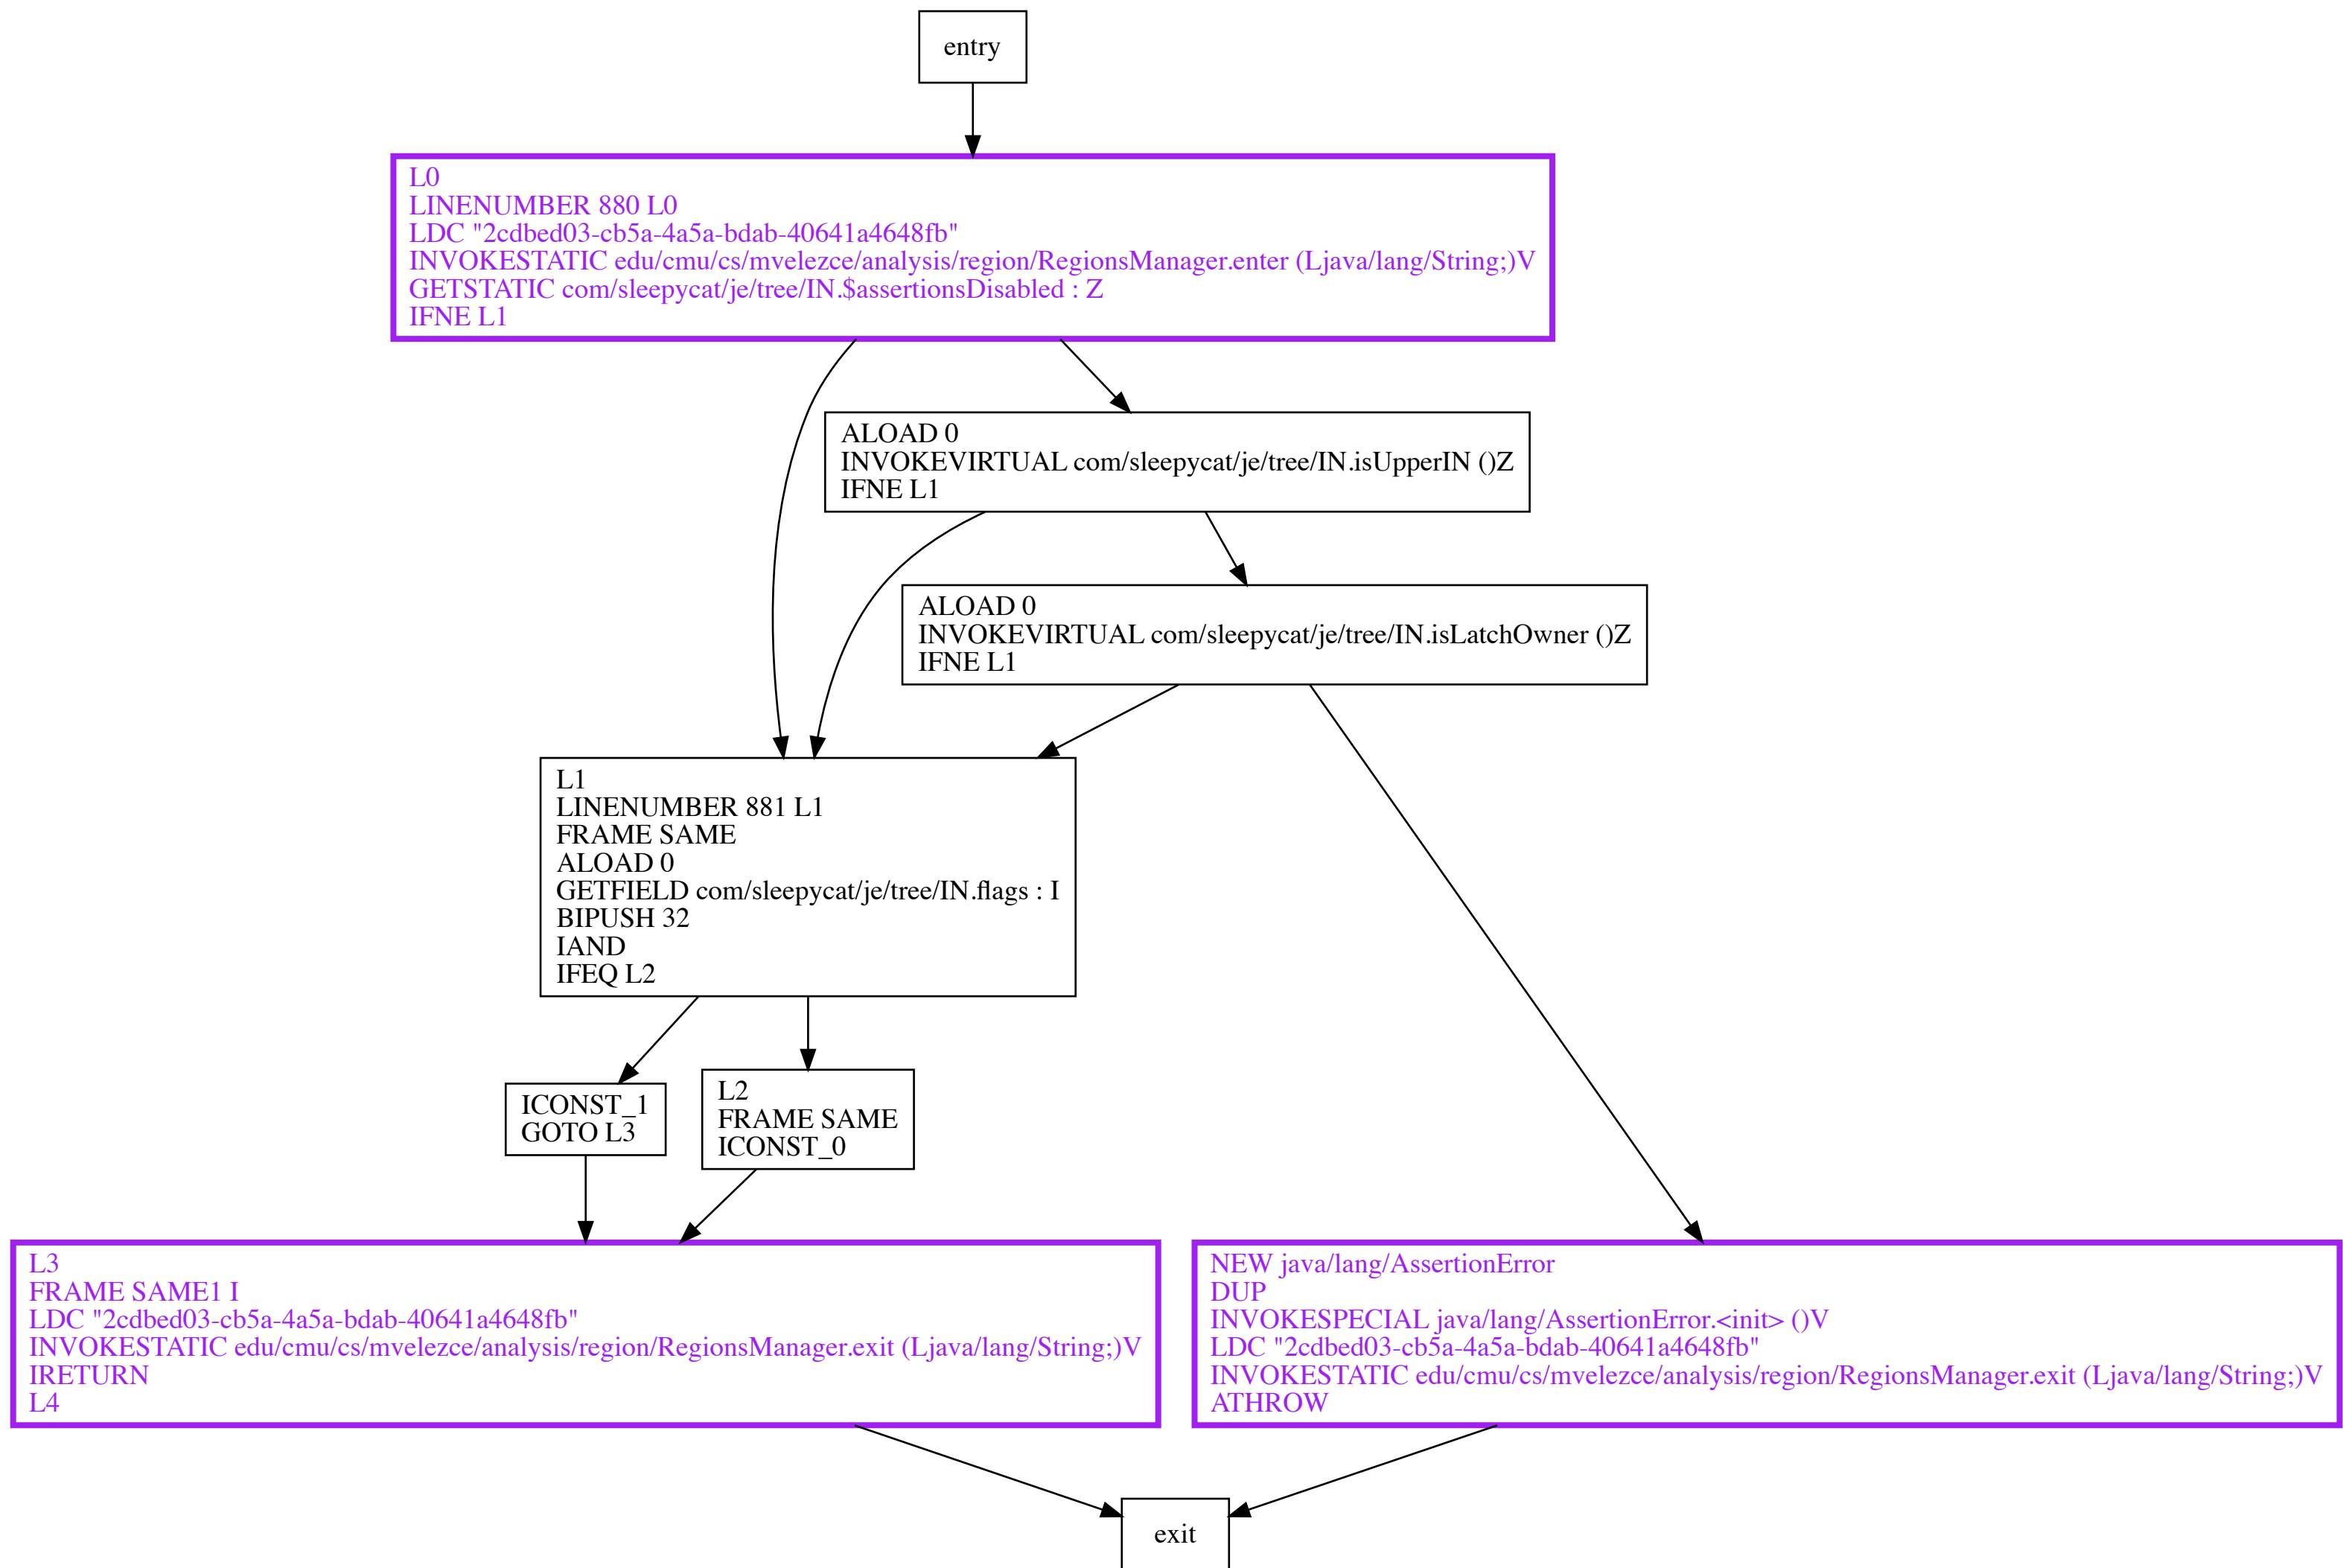 entry
L0
LINENUMBER 880 L0
LDC "2cdbed03-cb5a-4a5a-bdab-40641a4648fb"
INVOKESTATIC edu/cmu/cs/mvelezce/analysis/region/RegionsManager.enter (Ljava/lang/String;)V
GETSTATIC com/sleepycat/je/tree/IN.$assertionsDisabled : Z
IFNE L1
ALOAD 0
INVOKEVIRTUAL com/sleepycat/je/tree/IN.isUpperIN ()Z
IFNE L1
ALOAD 0
INVOKEVIRTUAL com/sleepycat/je/tree/IN.isLatchOwner ()Z
IFNE L1
L1
LINENUMBER 881 L1
FRAME SAME
ALOAD 0
GETFIELD com/sleepycat/je/tree/IN.flags : I
BIPUSH 32
IAND
IFEQ L2
ICONST_1
GOTO L3
L2
FRAME SAME
ICONST_0
L3
FRAME SAME1 I
LDC "2cdbed03-cb5a-4a5a-bdab-40641a4648fb"
INVOKESTATIC edu/cmu/cs/mvelezce/analysis/region/RegionsManager.exit (Ljava/lang/String;)V
IRETURN
L4
NEW java/lang/AssertionError
DUP
INVOKESPECIAL java/lang/AssertionError.<init> ()V
LDC "2cdbed03-cb5a-4a5a-bdab-40641a4648fb"
INVOKESTATIC edu/cmu/cs/mvelezce/analysis/region/RegionsManager.exit (Ljava/lang/String;)V
ATHROW
exit